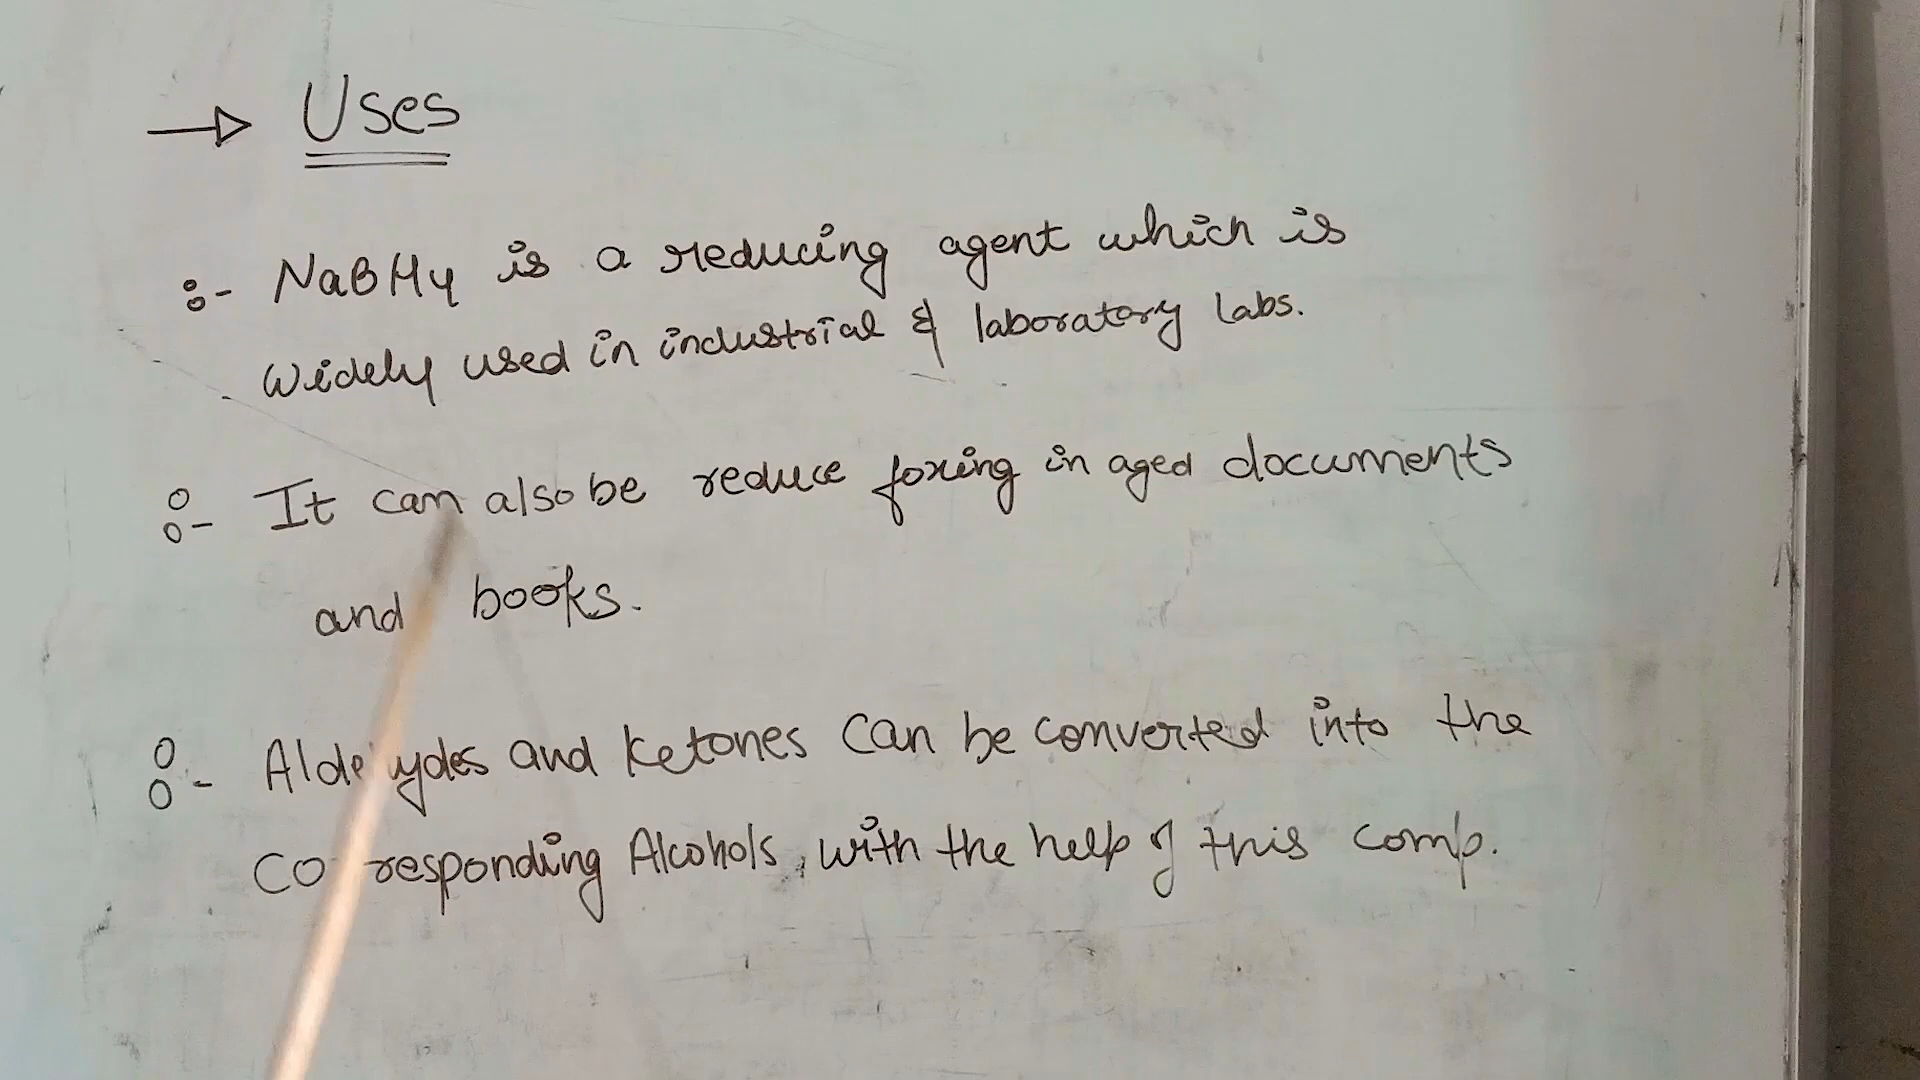 → Uses
:- NaBH4 is a reducing agent which is
widely used in industrial & laboratory labs.
:- It can also be reduce foxing in aged documents
and books.
:- Aldehydes and ketones can be converted into the
Corresponding Alcohols, with the help of this comp.